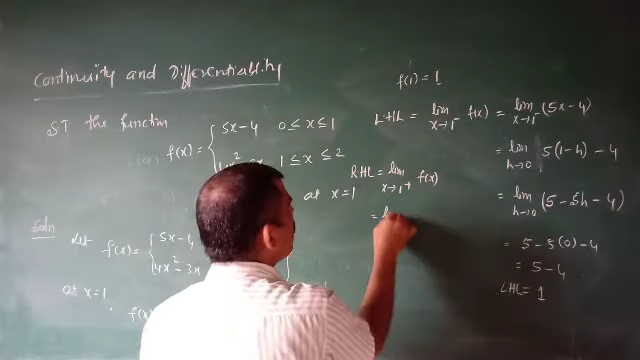 Continuity and Differentiability
S.T the function
f(x) = { 5x-4 0 ≤ x ≤ 1
1 ≤ x ≤ 2
at x=1
Soln Let f(x) = { 5x-4
4x² - 3x
at x=1,
f(1) = 1
LHL = lim x→1⁻ f(x) = lim x→1⁻ (5x-4)
= lim h→0 5(1-h) - 4
= lim h→0 (5-5h-4)
= 5-5(0)-4
= 5-4
LHL = 1
RHL = lim x→1⁺ f(x)
=